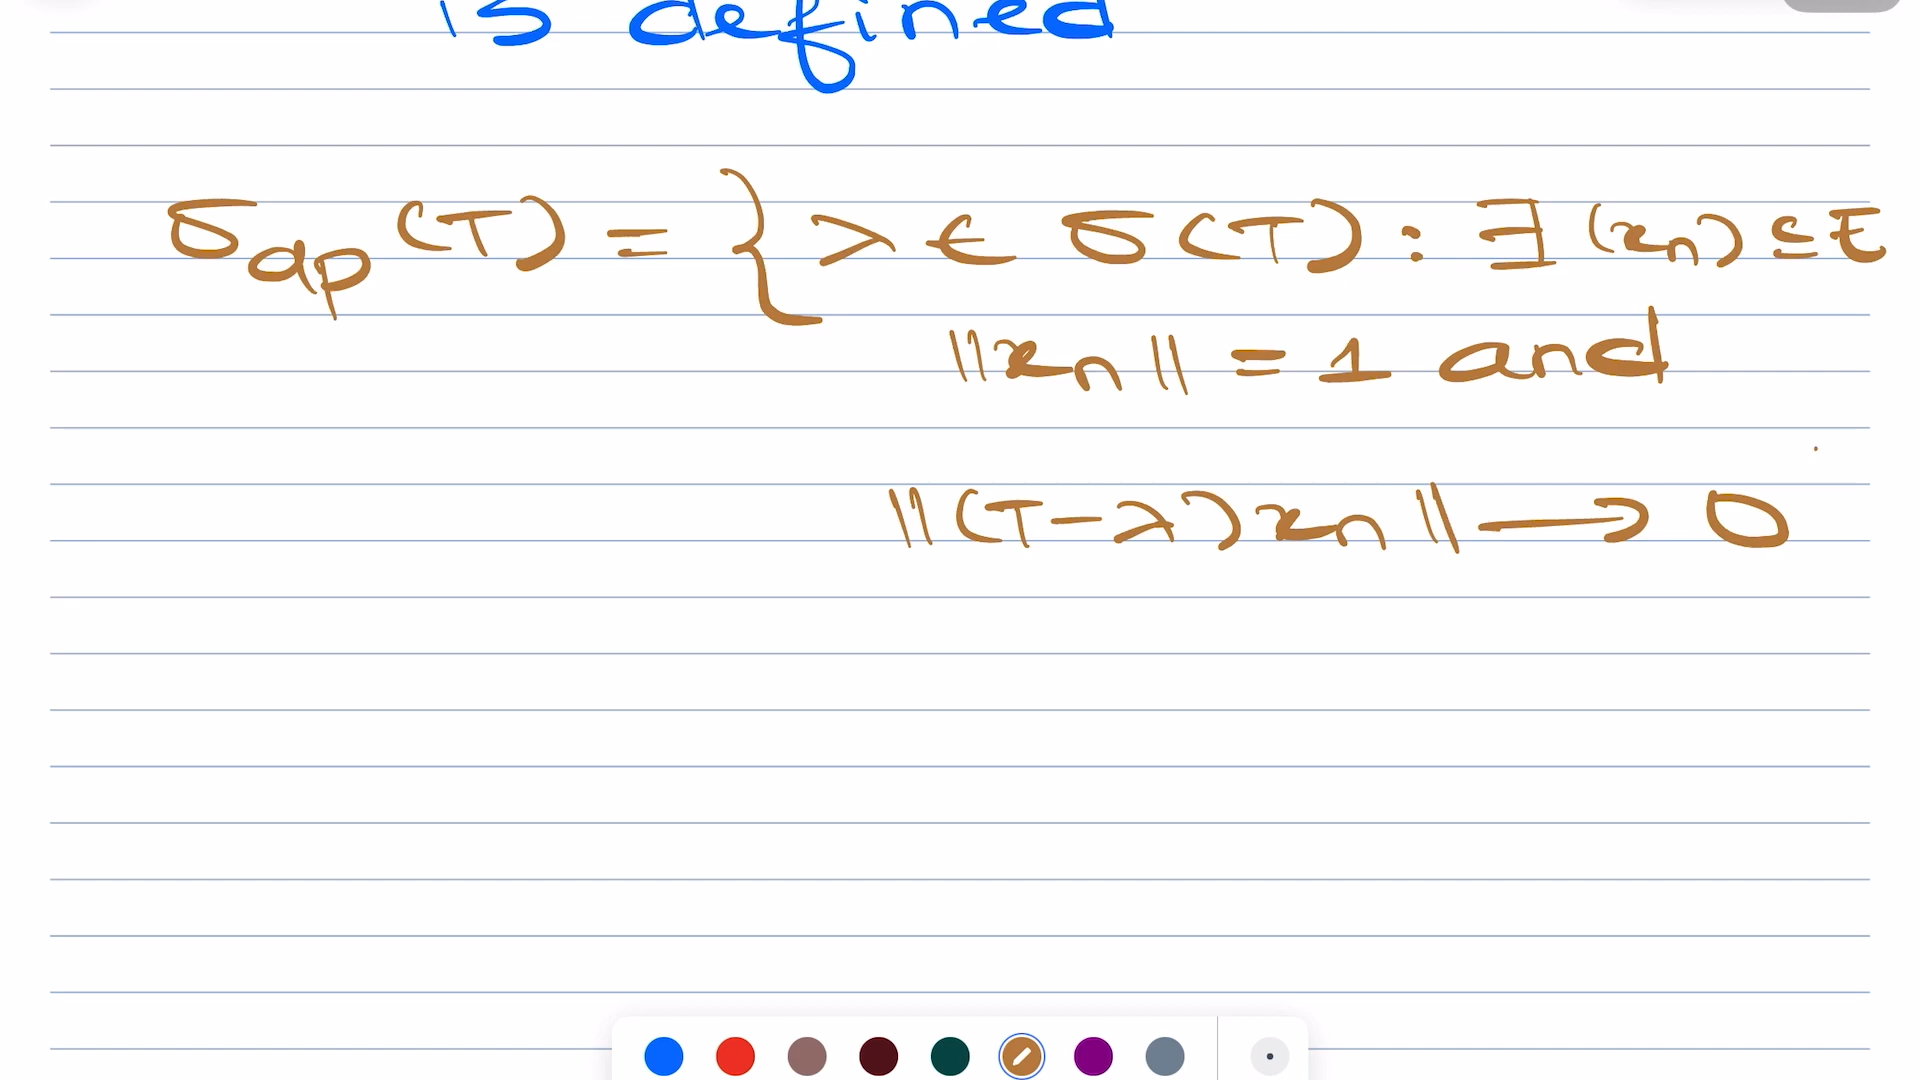 is defined
σap(T) = } λ ∈ σ(T) : ∃ (xn) ⊆ E
||xn|| = 1 and
||(T-λ)xn|| → 0